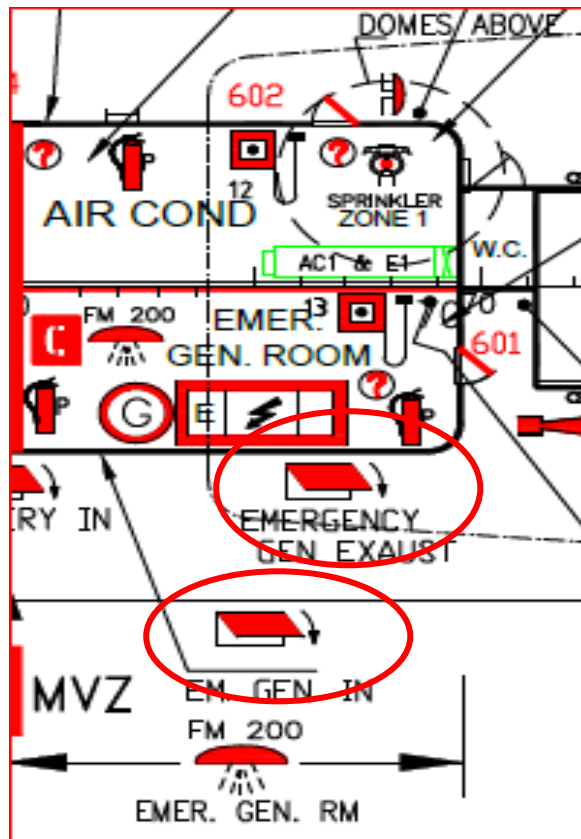 DOMES ABOVE
602
12
AIR COND
SPRINKLER
ZONE 1
AC1 & E1
W.C.
FM 200
EMER.
13
GEN. ROOM
601
G
E
P
P
ERY IN
EMERGENCY
GEN EXAUST
MVZ
EM. GEN. IN
FM 200
EMER. GEN. RM